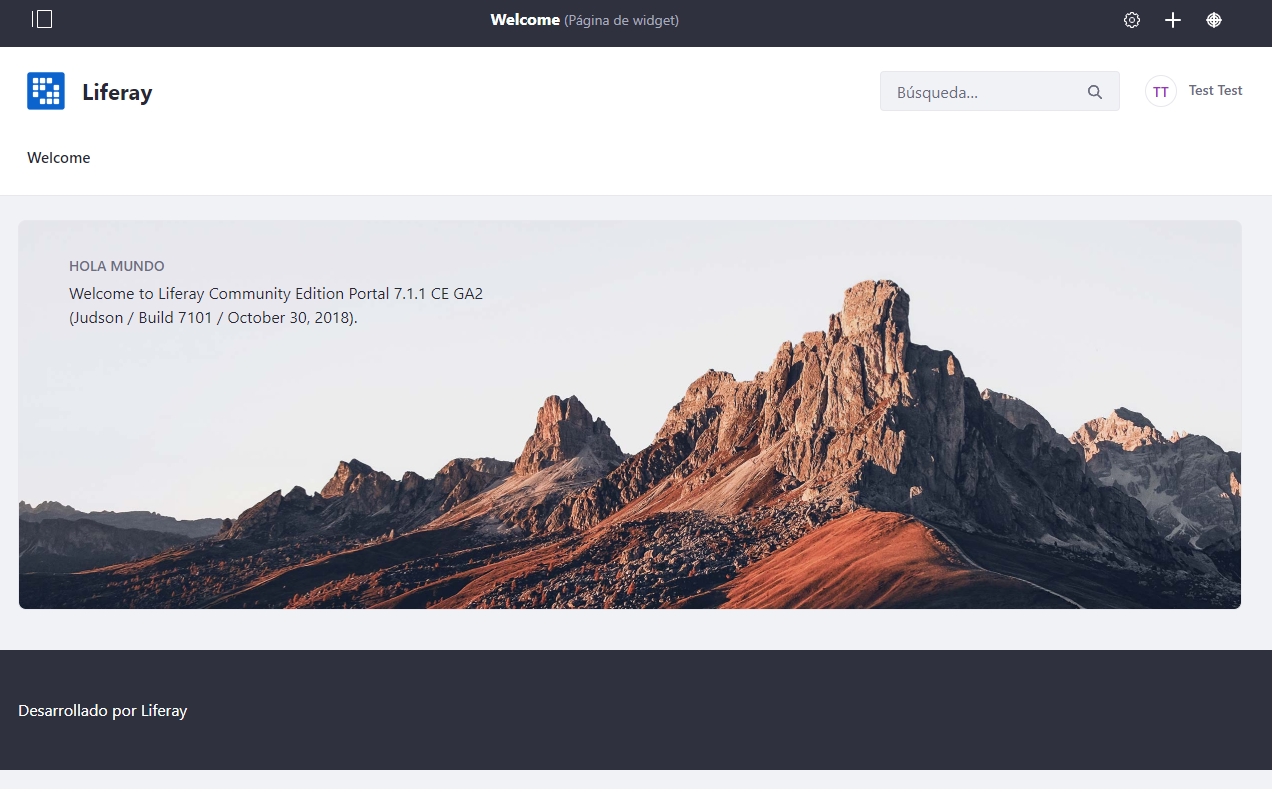 Welcome (Página de widget)
Liferay
Búsqueda...
TT
Test Test
Welcome
HOLA MUNDO
Welcome to Liferay Community Edition Portal 7.1.1 CE GA2
(Judson / Build 7101 / October 30, 2018).
Desarrollado por Liferay